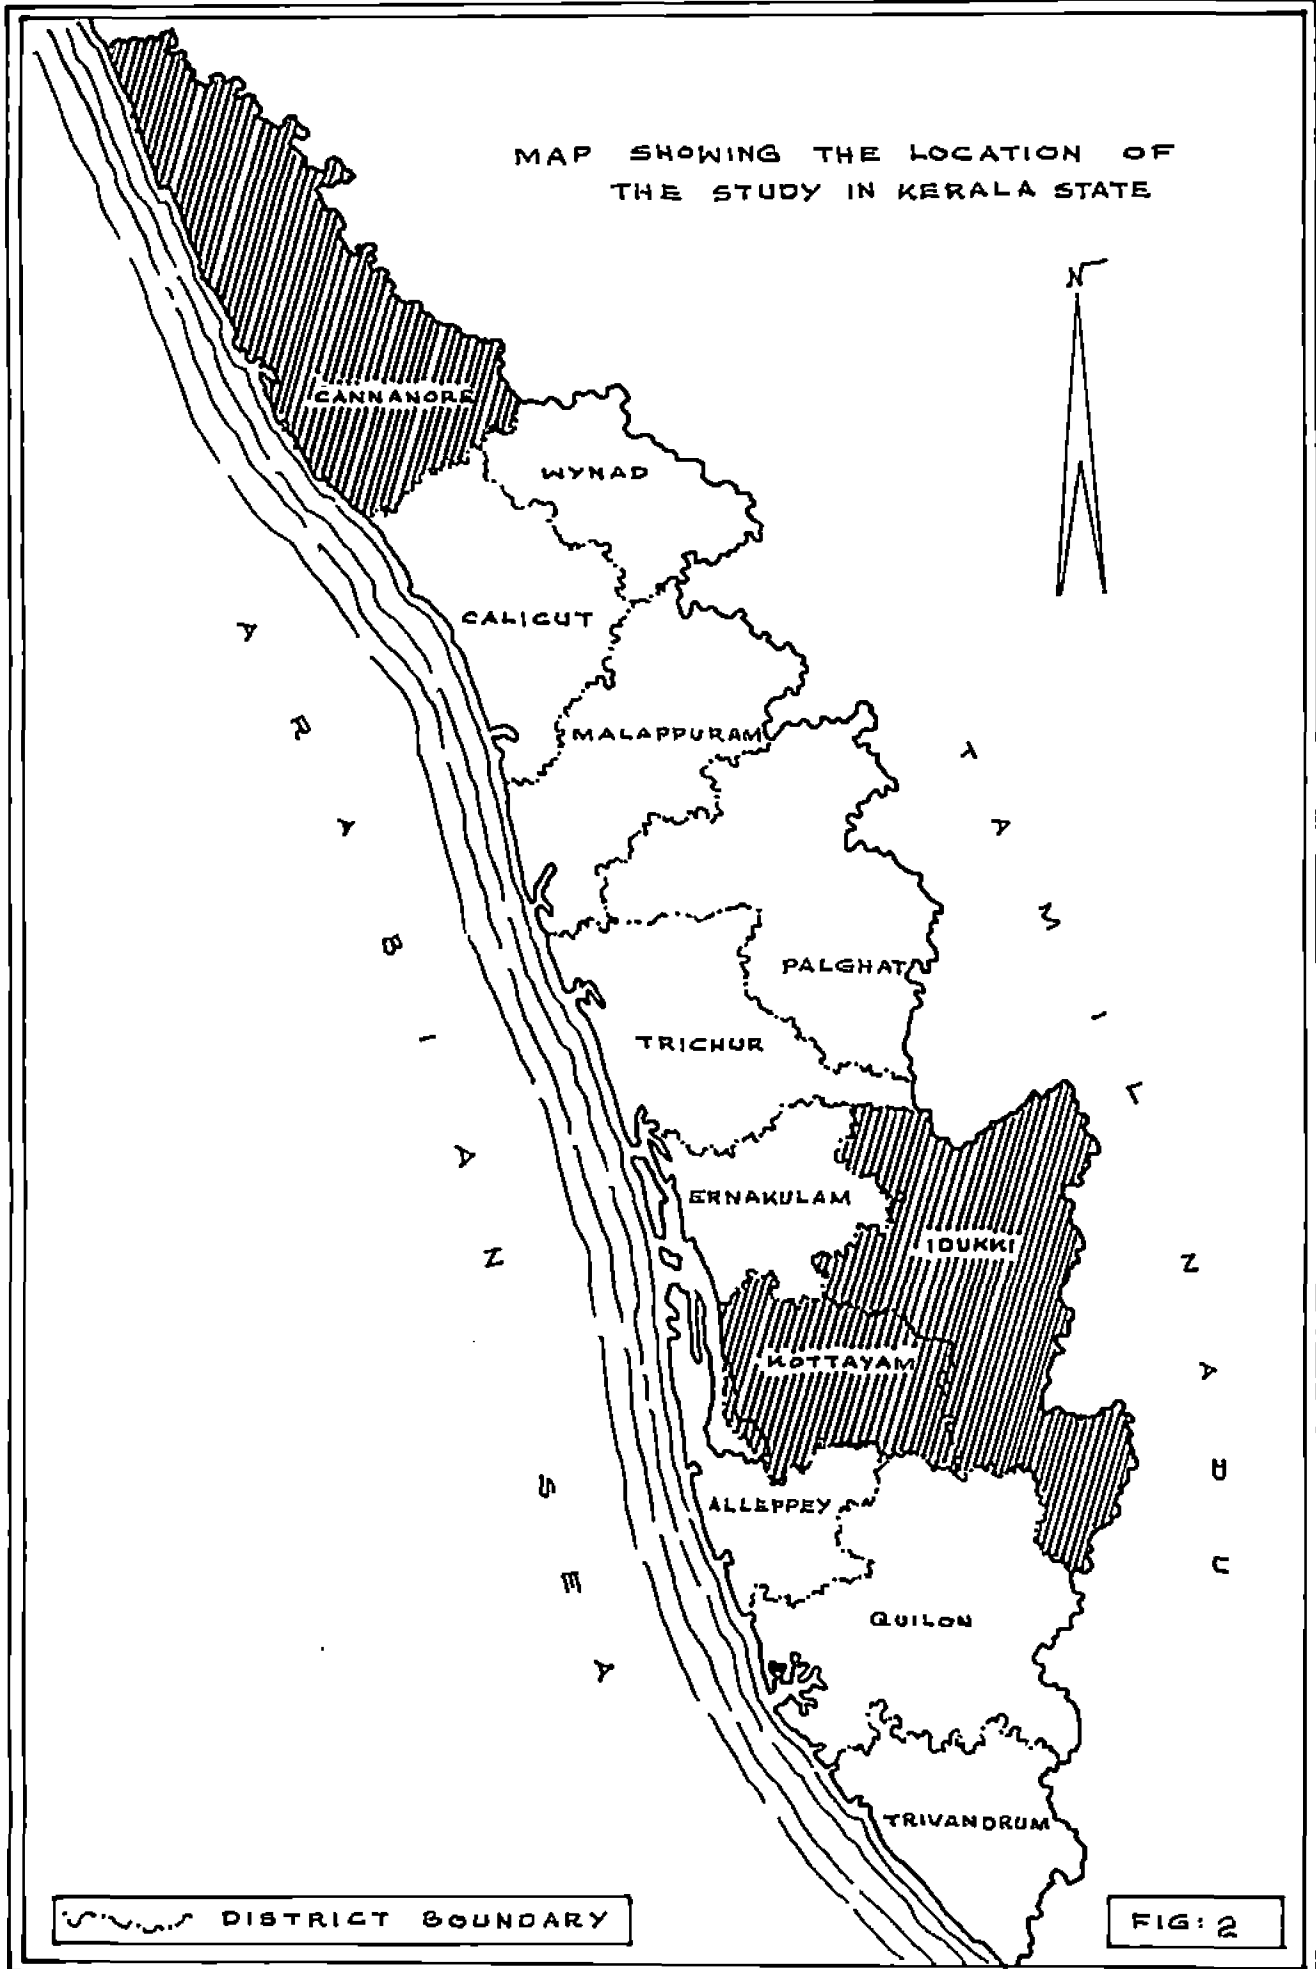 MAP SHOWING THE LOCATION OF
THE STUDY IN KERALA STATE
N
CANNANORE
WYNAD
CALICUT
MALAPPURAM
PALGHAT
TRICHUR
ERNAKULAM
IDUKKI
KOTTAYAM
ALLEPPEY
QUILON
TRIVANDRUM
ARABIAN SEA
TAMIL NADU
DISTRICT BOUNDARY
FIG: 2